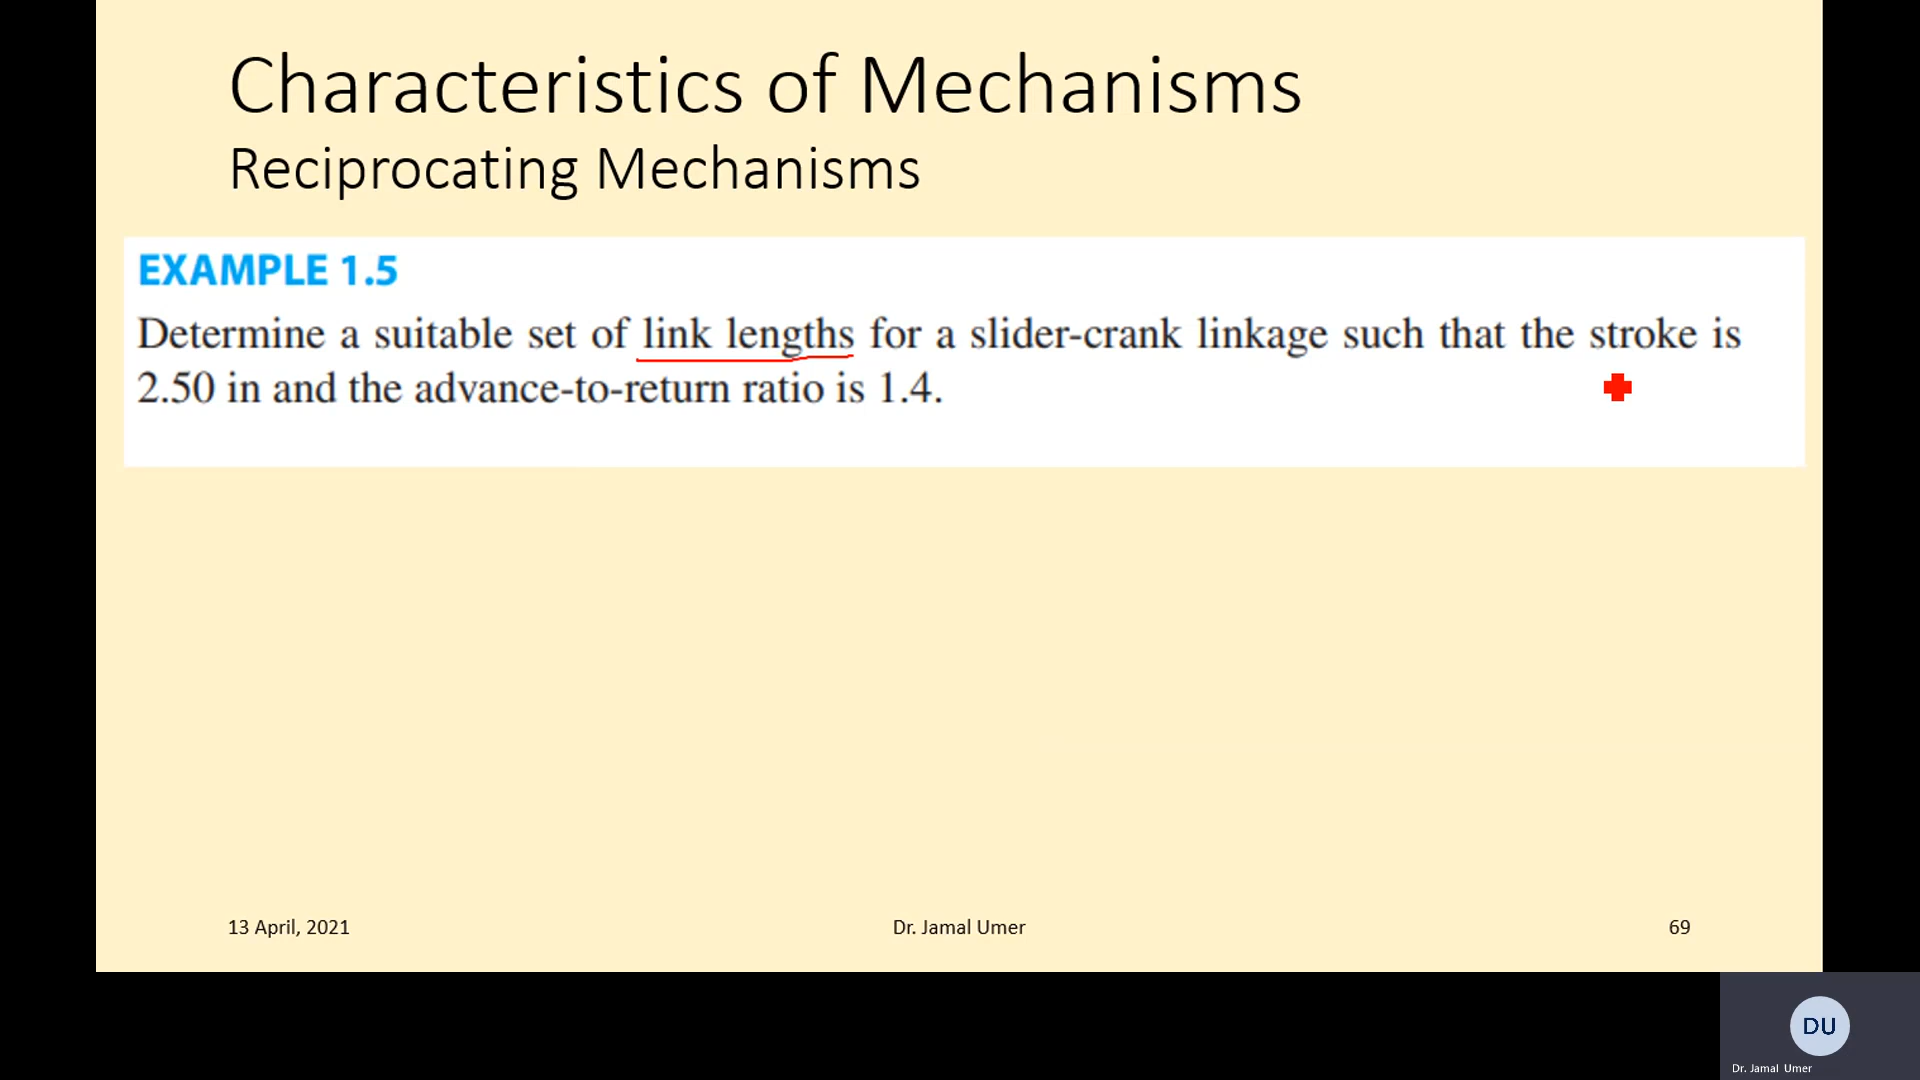 Characteristics of Mechanisms
Reciprocating Mechanisms
EXAMPLE 1.5
Determine a suitable set of link lengths for a slider-crank linkage such that the stroke is
2.50 in and the advance-to-return ratio is 1.4.
13 April, 2021
Dr. Jamal Umer
69
DU
Dr. Jamal Umer